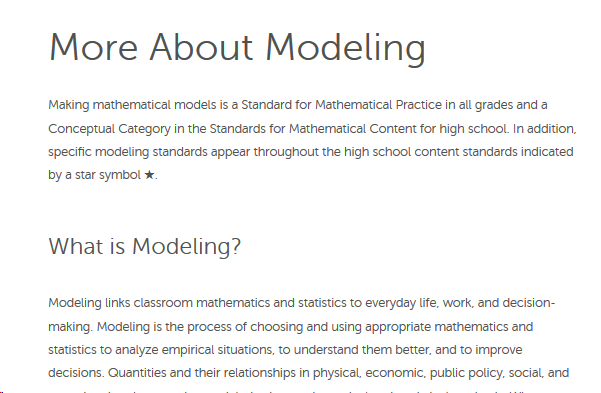 More About Modeling
Making mathematical models is a Standard for Mathematical Practice in all grades and a
Conceptual Category in the Standards for Mathematical Content for high school. In addition,
specific modeling standards appear throughout the high school content standards indicated
by a star symbol ★.
What is Modeling?
Modeling links classroom mathematics and statistics to everyday life, work, and decision-
making. Modeling is the process of choosing and using appropriate mathematics and
statistics to analyze empirical situations, to understand them better, and to improve
decisions. Quantities and their relationships in physical, economic, public policy, social, and